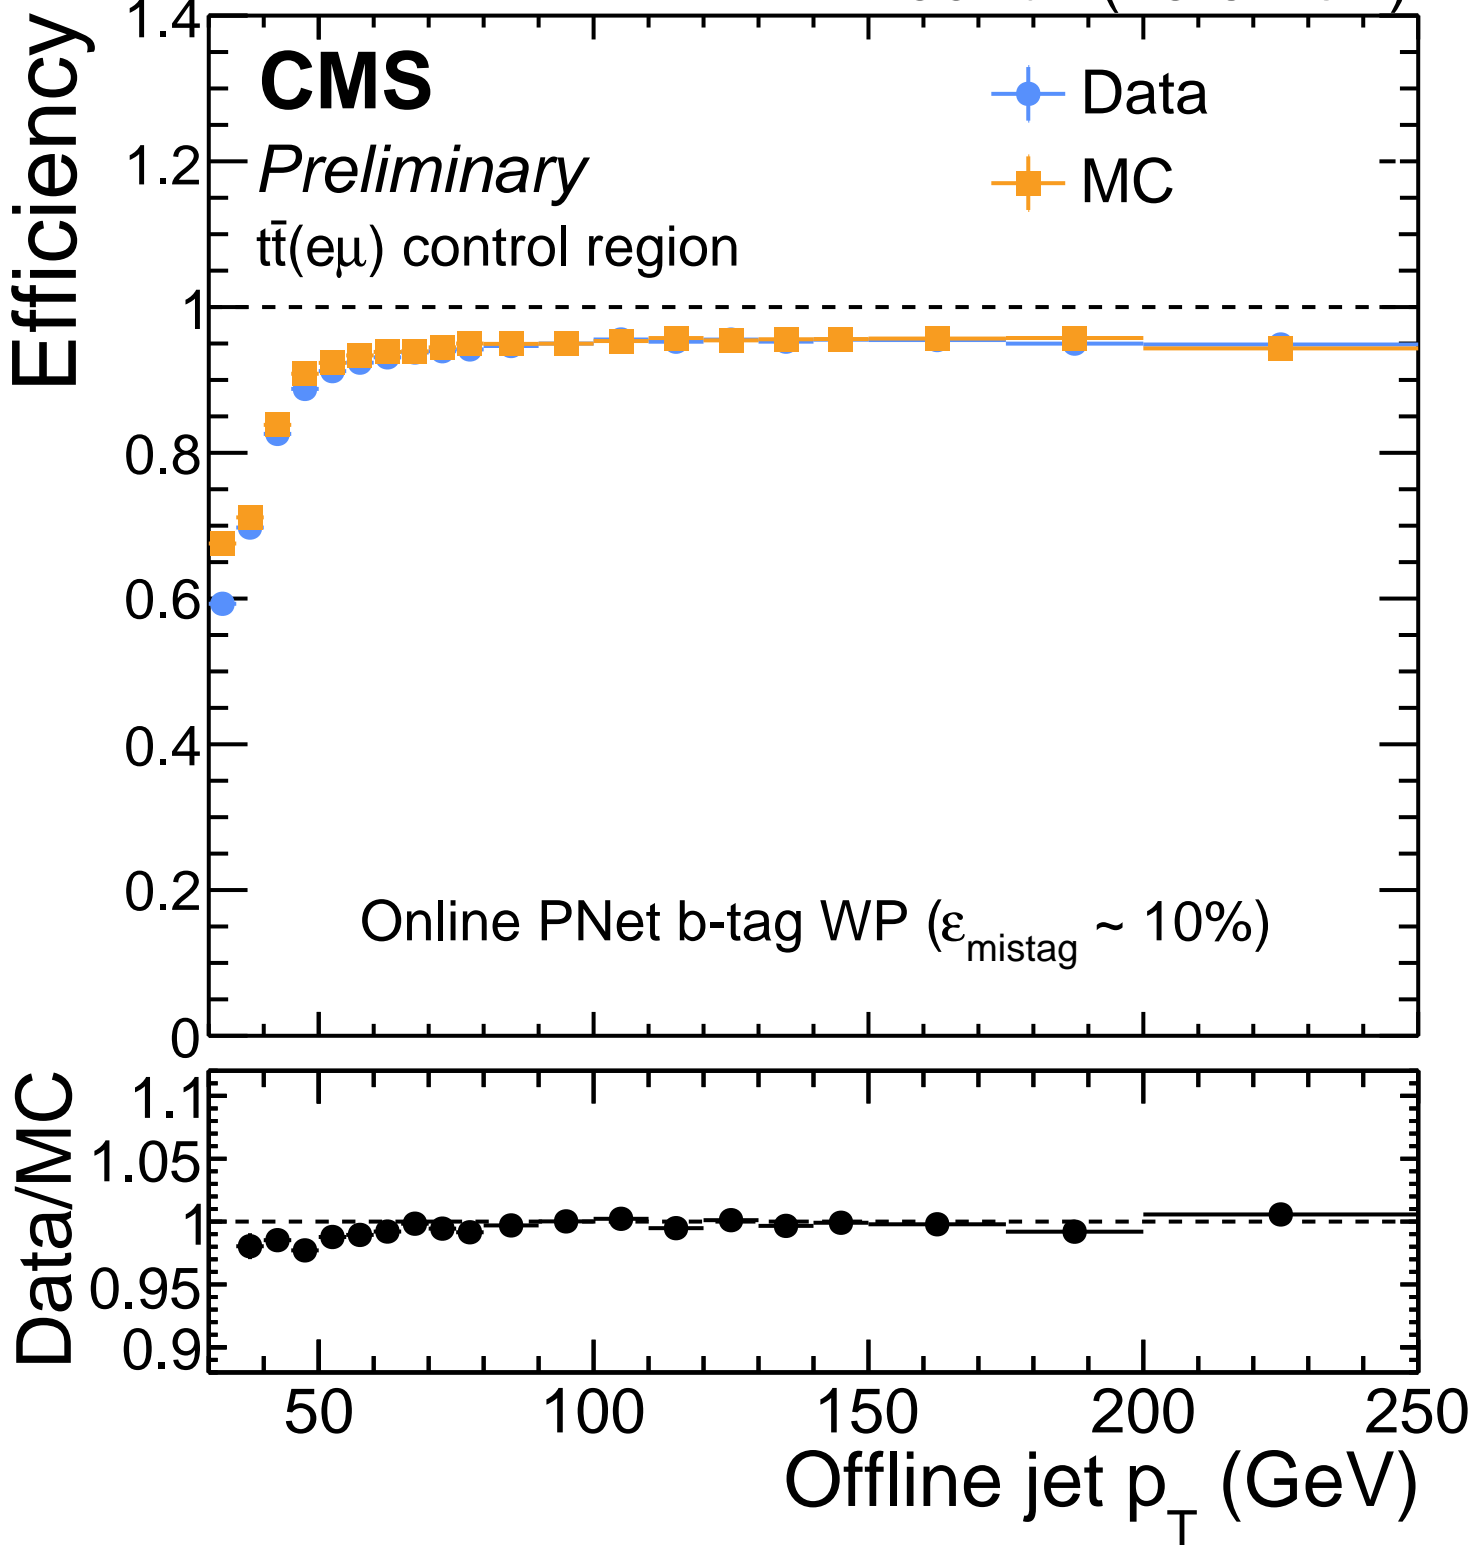 CMS
Preliminary
tt̄(eμ) control region
Data
MC
Efficiency
1.4
1.2
1
0.8
0.6
0.4
0.2
0
Online PNet b-tag WP (ε_mistag ~ 10%)
Data/MC
1.1
1.05
1
0.95
0.9
50 100 150 200 250
Offline jet p_T (GeV)